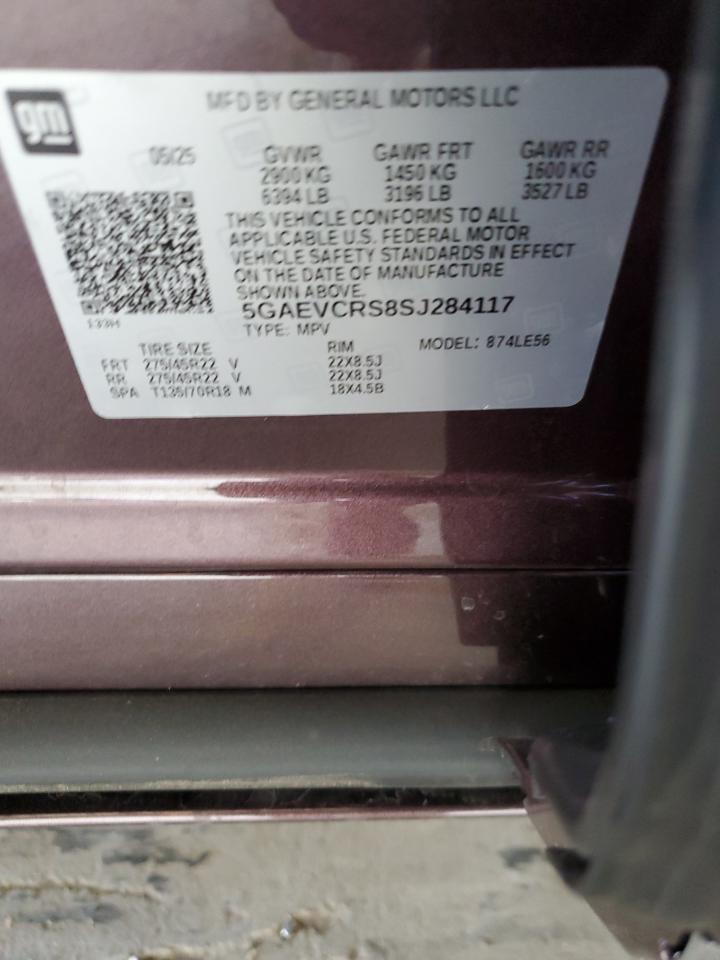 gm
MFD BY GENERAL MOTORS LLC
05/25 GVWR GAWR FRT GAWR RR
2900 KG 1450 KG 1600 KG
6394 LB 3196 LB 3527 LB
THIS VEHICLE CONFORMS TO ALL
APPLICABLE U.S. FEDERAL MOTOR
VEHICLE SAFETY STANDARDS IN EFFECT
ON THE DATE OF MANUFACTURE
SHOWN ABOVE.
5GAEVCRS8SJ284117
133H
TYPE: MPV
MODEL: 874LE56
TIRE SIZE RIM
FRT 275/45R22 V 22X8.5J
RR 275/45R22 V 22X8.5J
SPA T135/70R18 M 18X4.5B